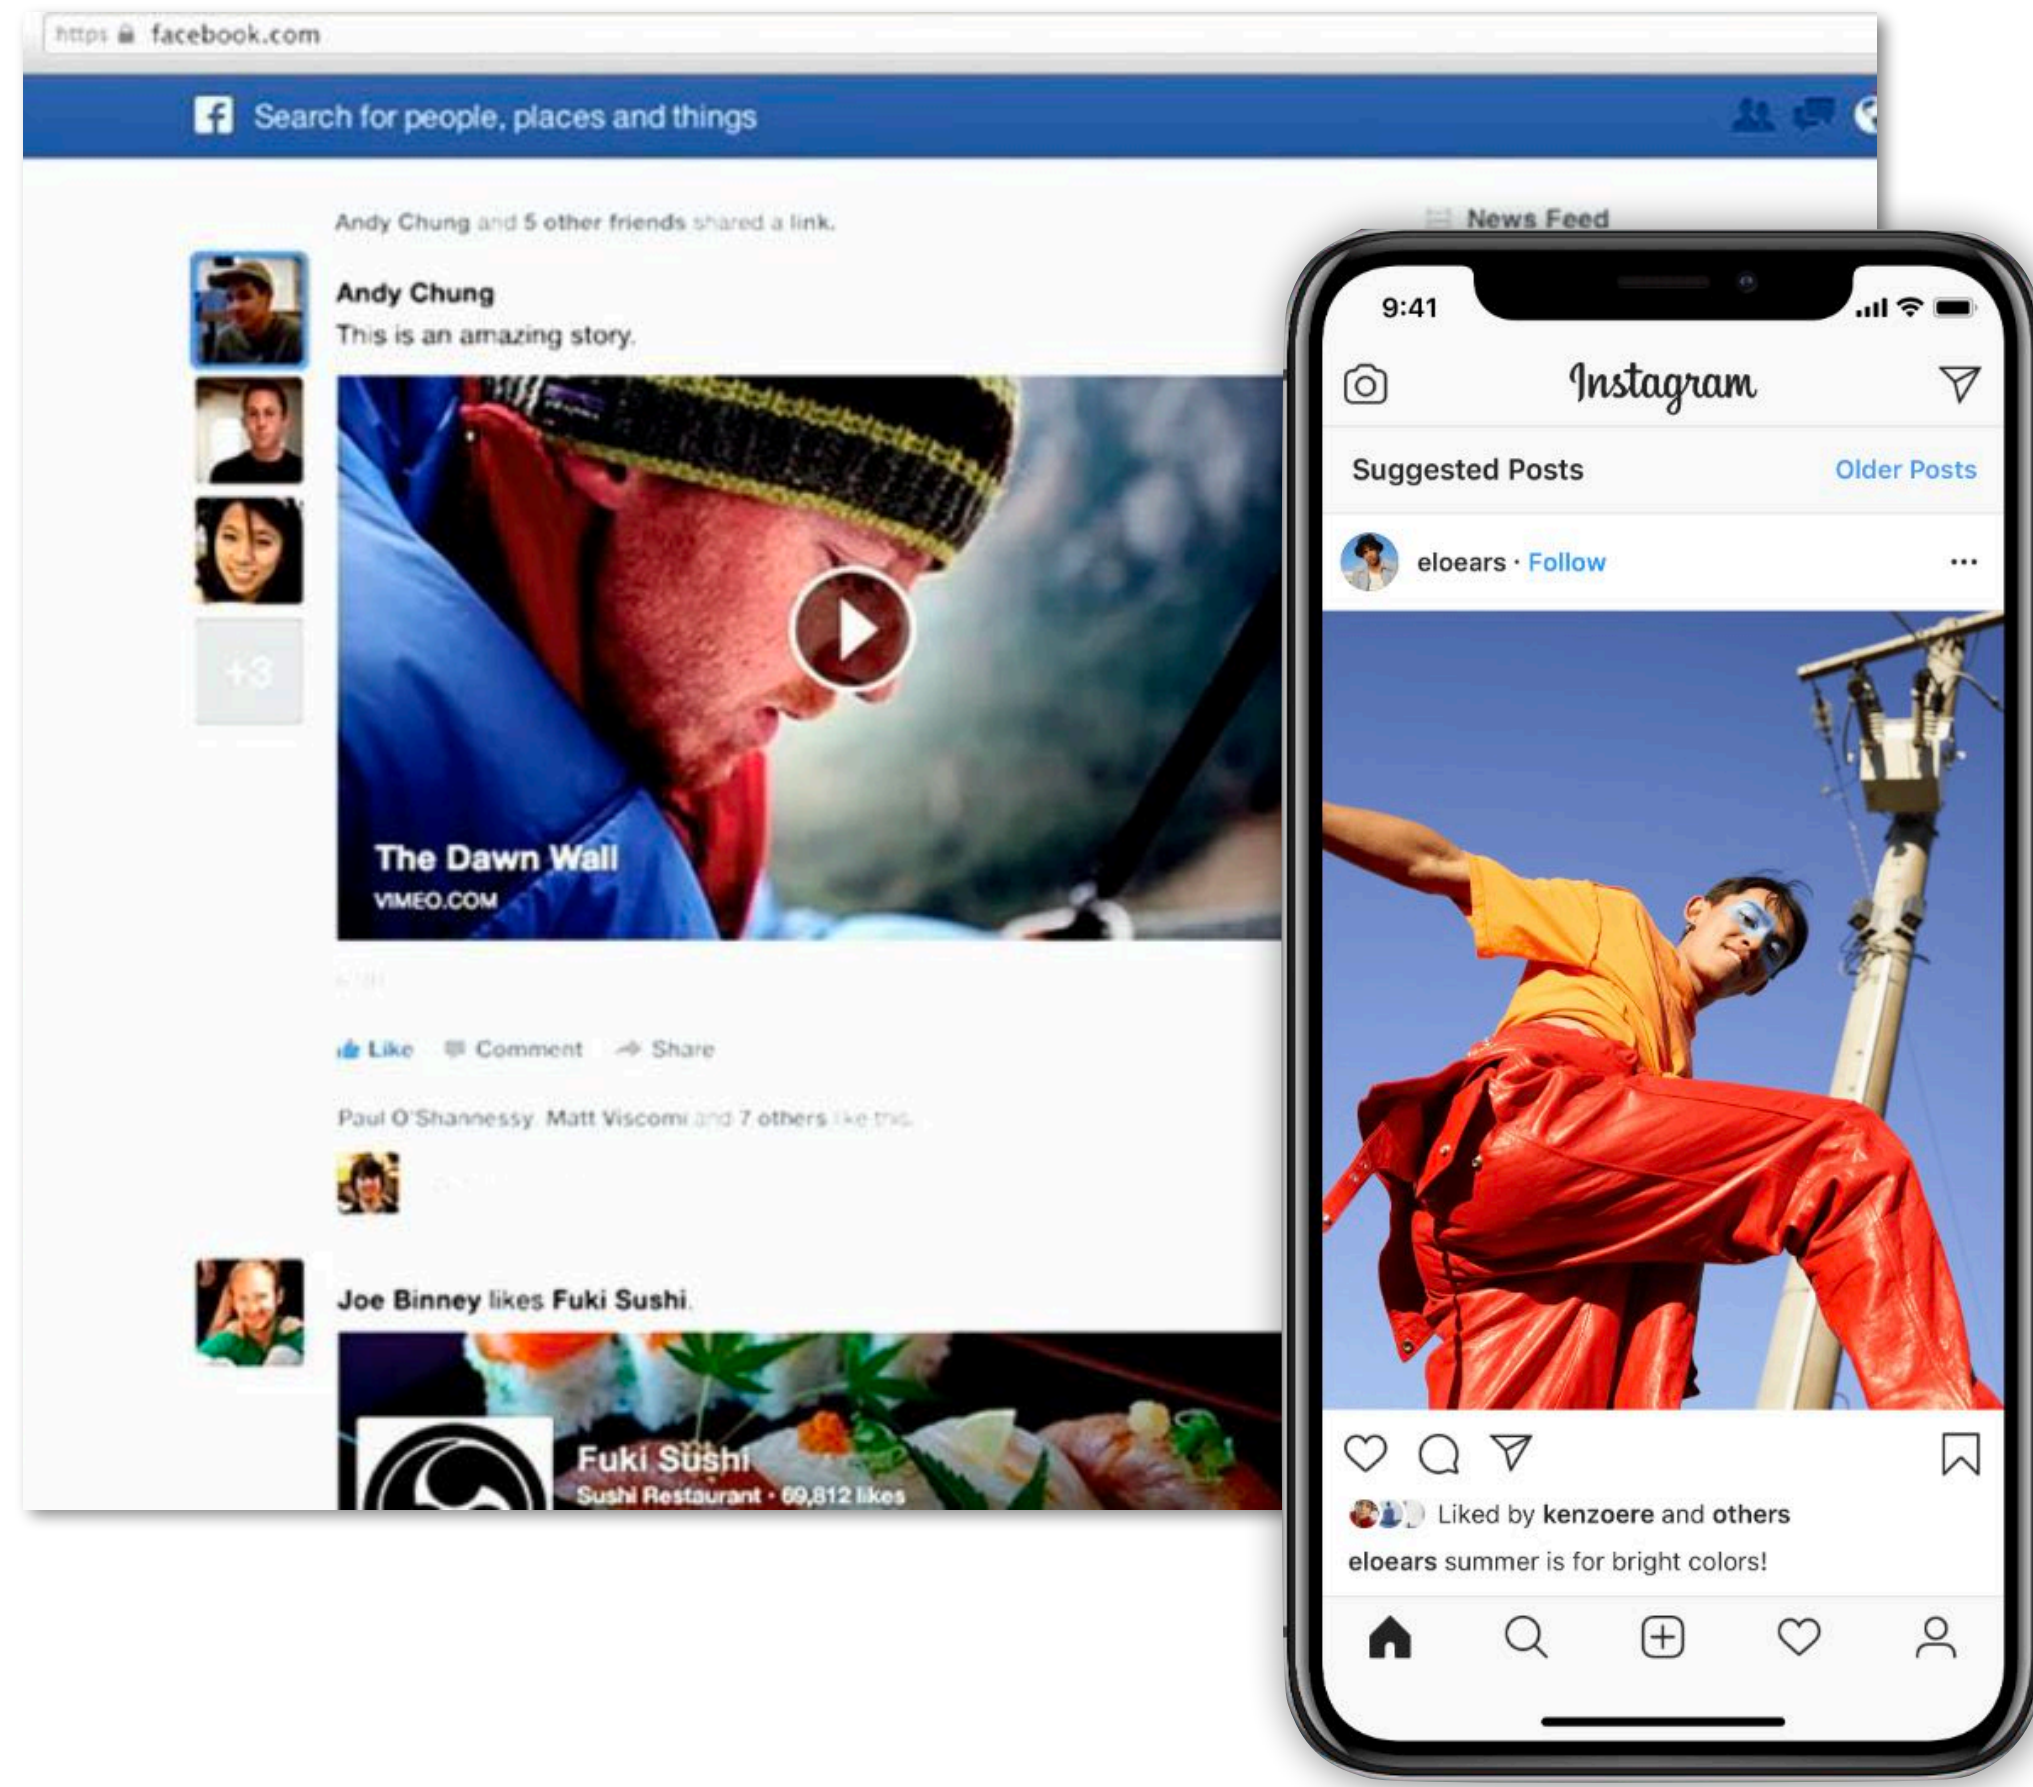 https facebook.com
Search for people, places and things
Andy Chung and 5 other friends shared a link.
Andy Chung
This is an amazing story.
+3
The Dawn Wall
VIMEO.COM
Like Comment Share
Paul O'Shannessy, Matt Viscomi and 7 others like this.
Joe Binney likes Fuki Sushi.
Fuki Sushi
Sushi Restaurant • 69,812 likes
News Feed
9:41
Instagram
Suggested Posts Older Posts
eloears • Follow
Liked by kenzoere and others
eloears summer is for bright colors!